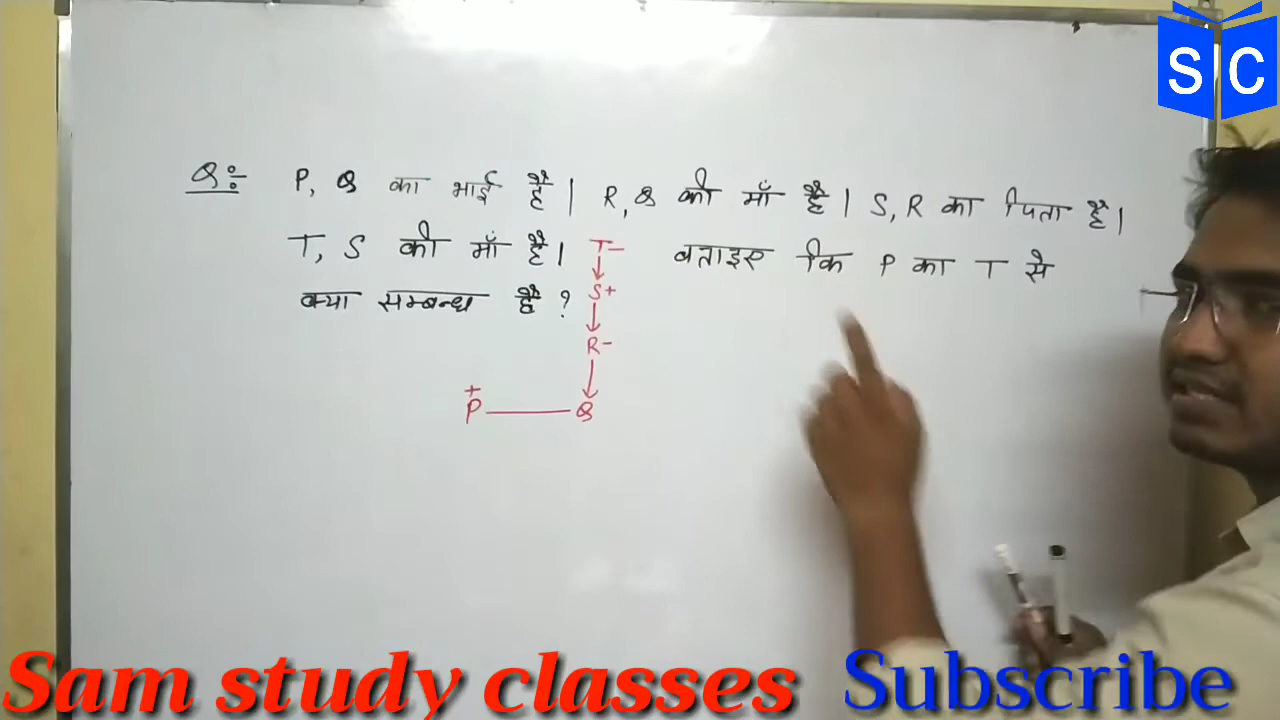 SC
Q: P, Q का भाई है। R, Q की माँ है। S, R का पिता है।
T, S की माँ है। बताइए कि P का T से
क्या सम्बन्ध है ?
T-
S+
R-
+
P Q
Sam study classes Subscribe